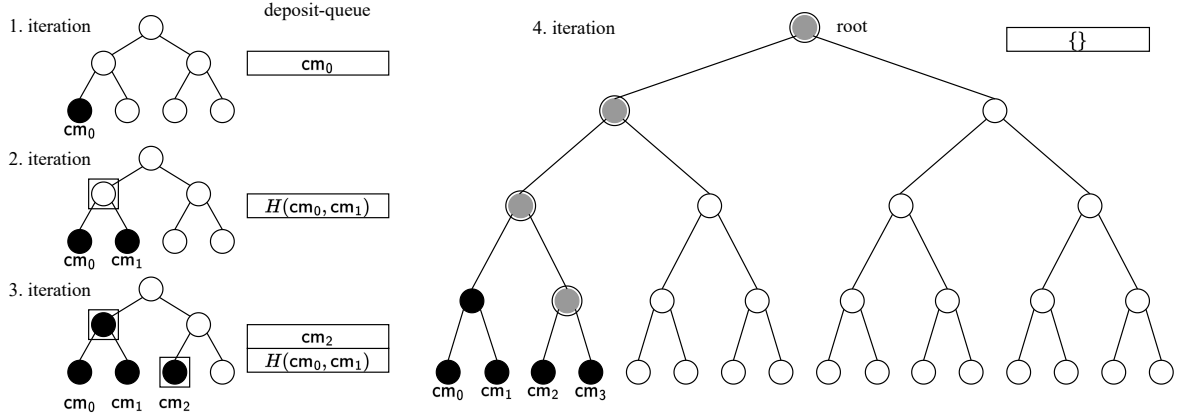 deposit-queue
1. iteration
cm₀
cm₀
2. iteration
H(cm₀, cm₁)
cm₀ cm₁
3. iteration
cm₂
H(cm₀, cm₁)
cm₀ cm₁ cm₂
4. iteration
root
{}
cm₀ cm₁ cm₂ cm₃